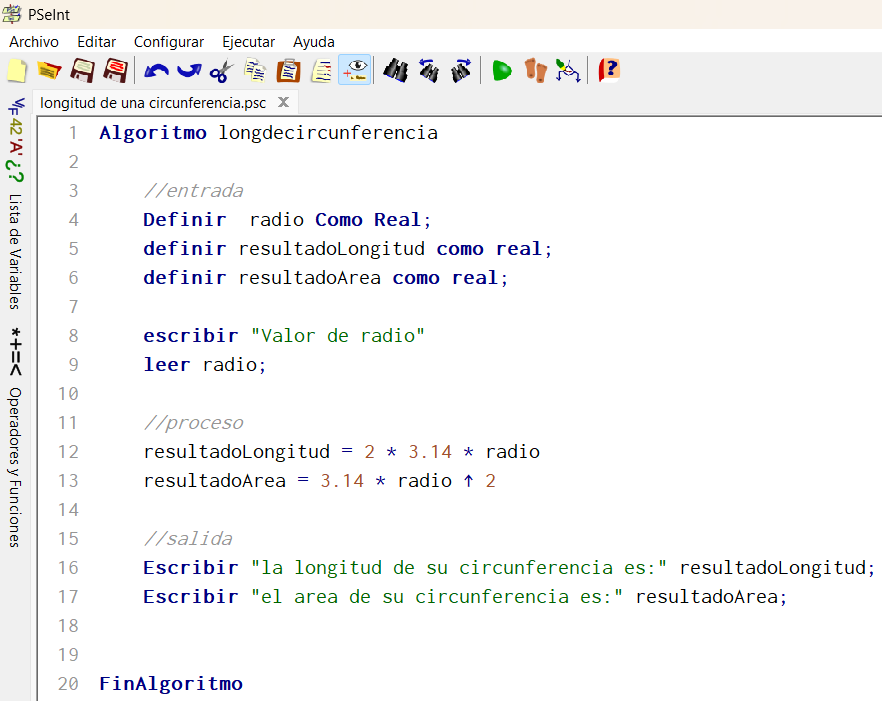 PSeInt
Archivo Editar Configurar Ejecutar Ayuda
longitud de una circunferencia.psc X
1 Algoritmo longdecircunferencia
2
3 //entrada
4 Definir  radio Como Real;
5 definir resultadoLongitud como real;
6 definir resultadoArea como real;
7
8 escribir "Valor de radio"
9 leer radio;
10
11 //proceso
12 resultadoLongitud = 2 * 3.14 * radio
13 resultadoArea = 3.14 * radio ↑ 2
14
15 //salida
16 Escribir "la longitud de su circunferencia es:" resultadoLongitud;
17 Escribir "el area de su circunferencia es:" resultadoArea;
18
19
20 FinAlgoritmo
VF 42 'A' ¿? Lista de Variables
*+=< Operadores y Funciones